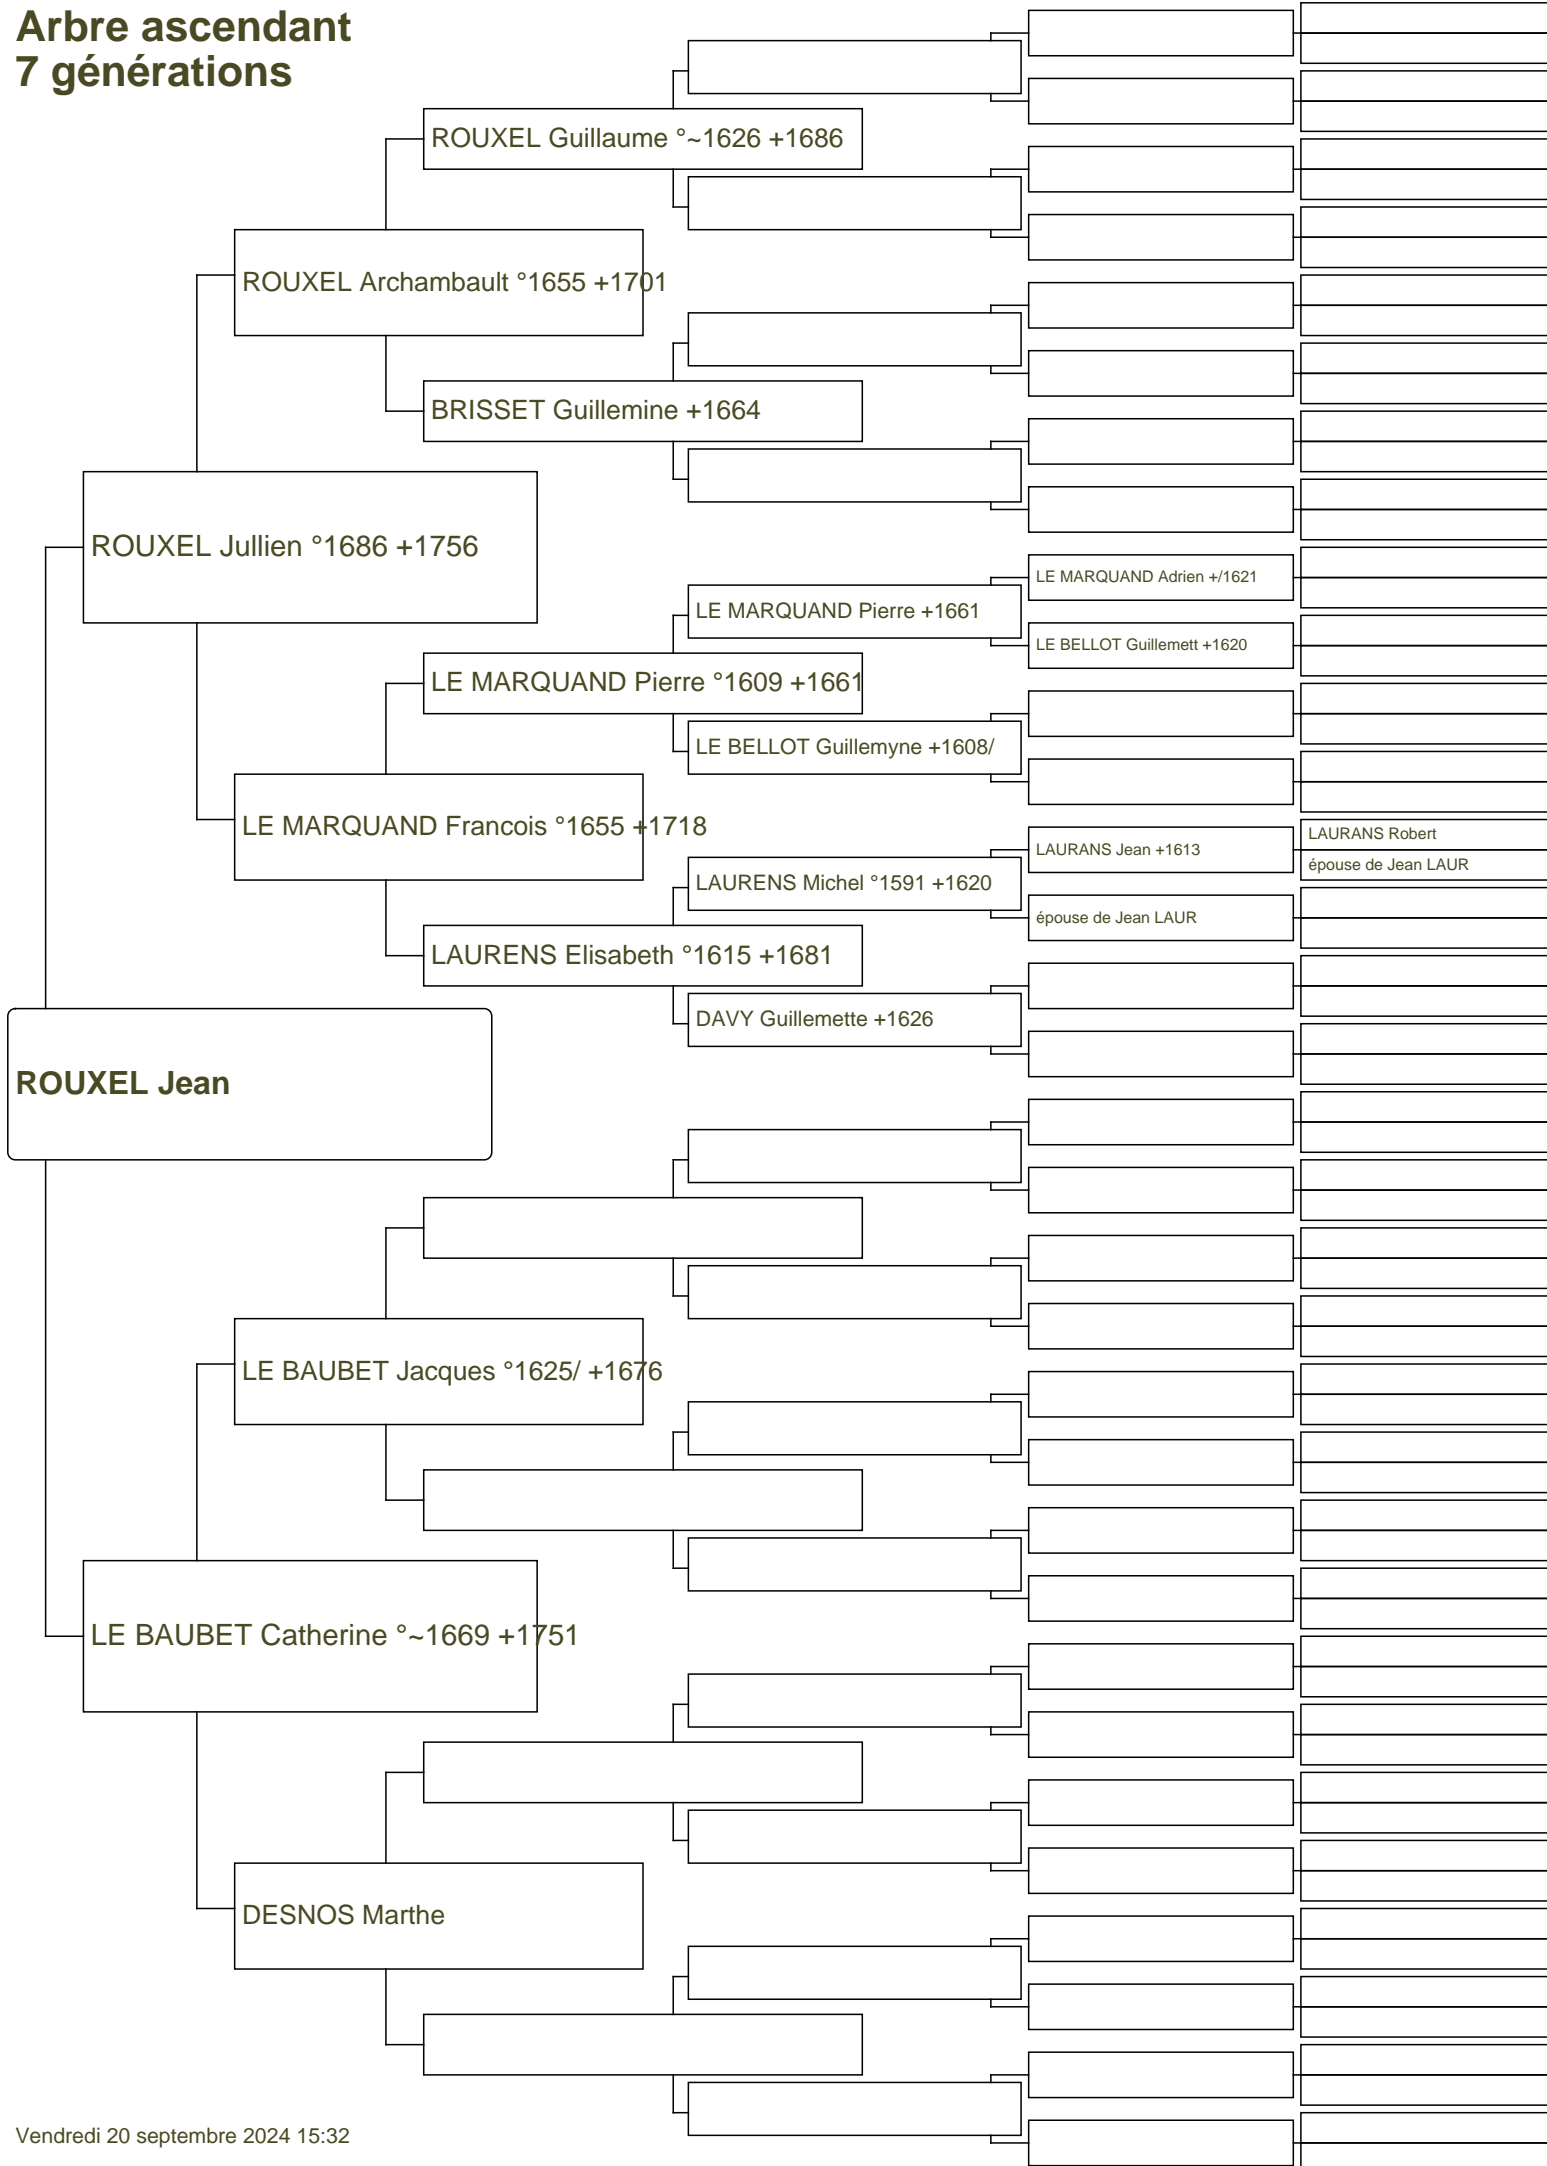 Arbre ascendant
7 générations
ROUXEL Guillaume °~1626 +1686
ROUXEL Archambault °1655 +1701
BRISSET Guillemine +1664
ROUXEL Jullien °1686 +1756
LE MARQUAND Adrien +/1621
LE MARQUAND Pierre +1661
LE BELLOT Guillemett +1620
LE MARQUAND Pierre °1609 +1661
LE BELLOT Guillemyne +1608/
LE MARQUAND Francois °1655 +1718
LAURANS Robert
LAURANS Jean +1613
épouse de Jean LAUR
LAURENS Michel °1591 +1620
épouse de Jean LAUR
LAURENS Elisabeth °1615 +1681
DAVY Guillemette +1626
ROUXEL Jean
LE BAUBET Jacques °1625/ +1676
LE BAUBET Catherine °~1669 +1751
DESNOS Marthe
Vendredi 20 septembre 2024 15:32